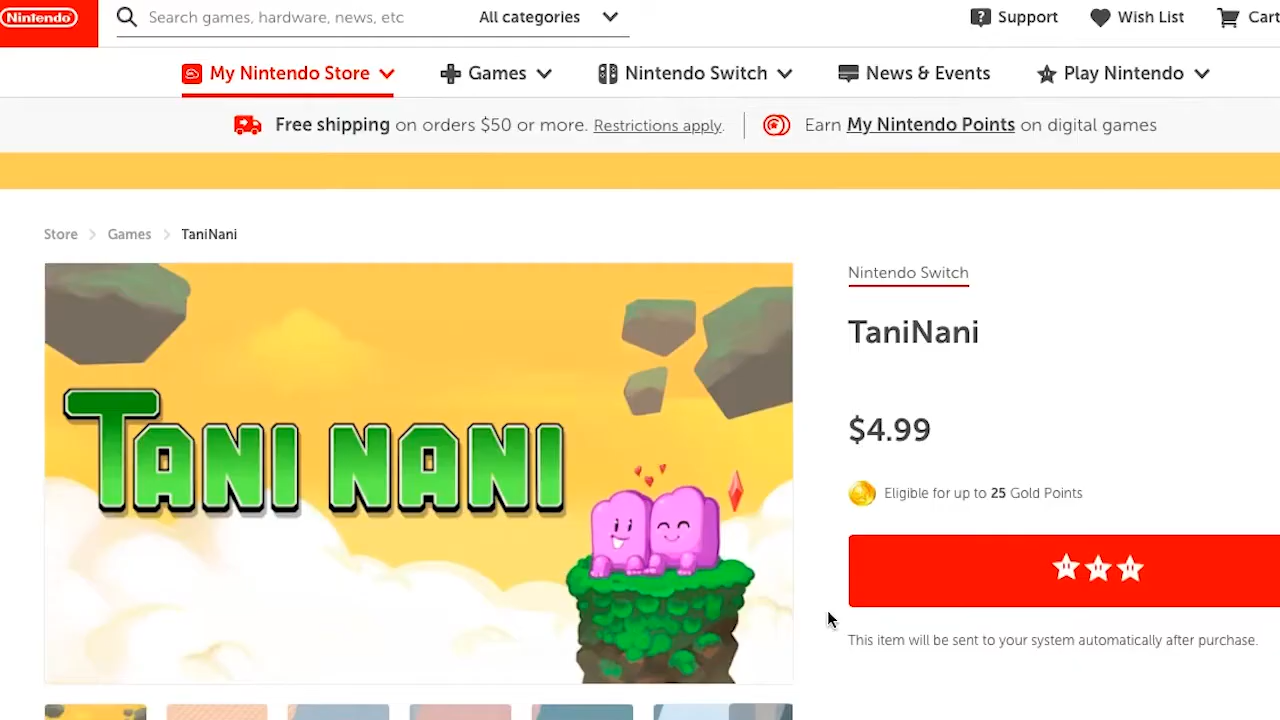 Nintendo
Search games, hardware, news, etc
All categories
Support
Wish List
Cart
My Nintendo Store
Games
Nintendo Switch
News & Events
Play Nintendo
Free shipping on orders $50 or more. Restrictions apply.
Earn My Nintendo Points on digital games
Store
Games
TaniNani
TANI NANI
Nintendo Switch
TaniNani
$4.99
Eligible for up to 25 Gold Points
This item will be sent to your system automatically after purchase.